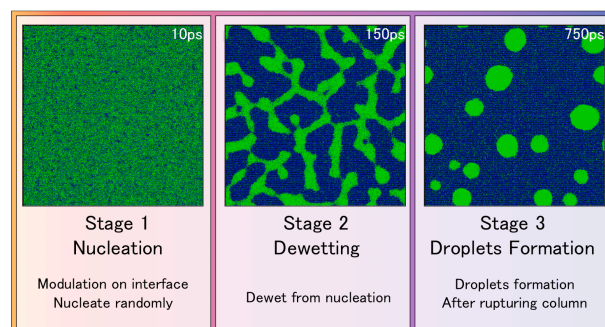 10ps
Stage 1
Nucleation
Modulation on interface
Nucleate randomly
150ps
Stage 2
Dewetting
Dewet from nucleation
750ps
Stage 3
Droplets Formation
Droplets formation
After rupturing column